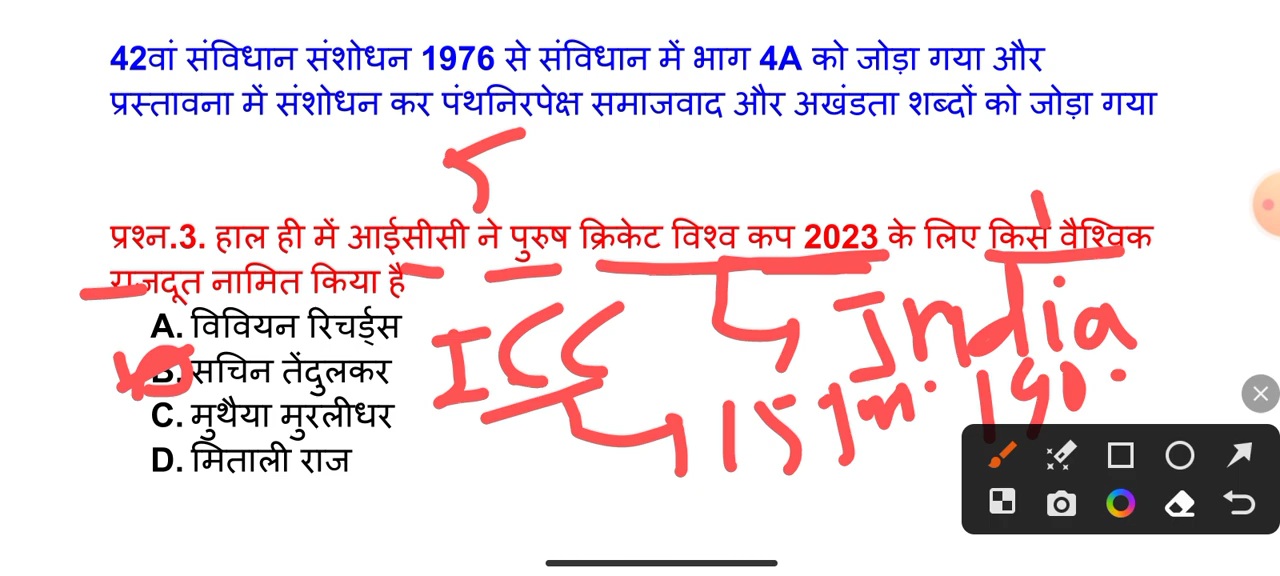 42वां संविधान संशोधन 1976 से संविधान में भाग 4A को जोड़ा गया और
प्रस्तावना में संशोधन कर पंथनिरपेक्ष समाजवाद और अखंडता शब्दों को जोड़ा गया
प्रश्न.3. हाल ही में आईसीसी ने पुरुष क्रिकेट विश्व कप 2023 के लिए किसे वैश्विक
राजदूत नामित किया है
A. विवियन रिचर्ड्स
B. सचिन तेंदुलकर
C. मुथैया मुरलीधर
D. मिताली राज
ICC
India
15